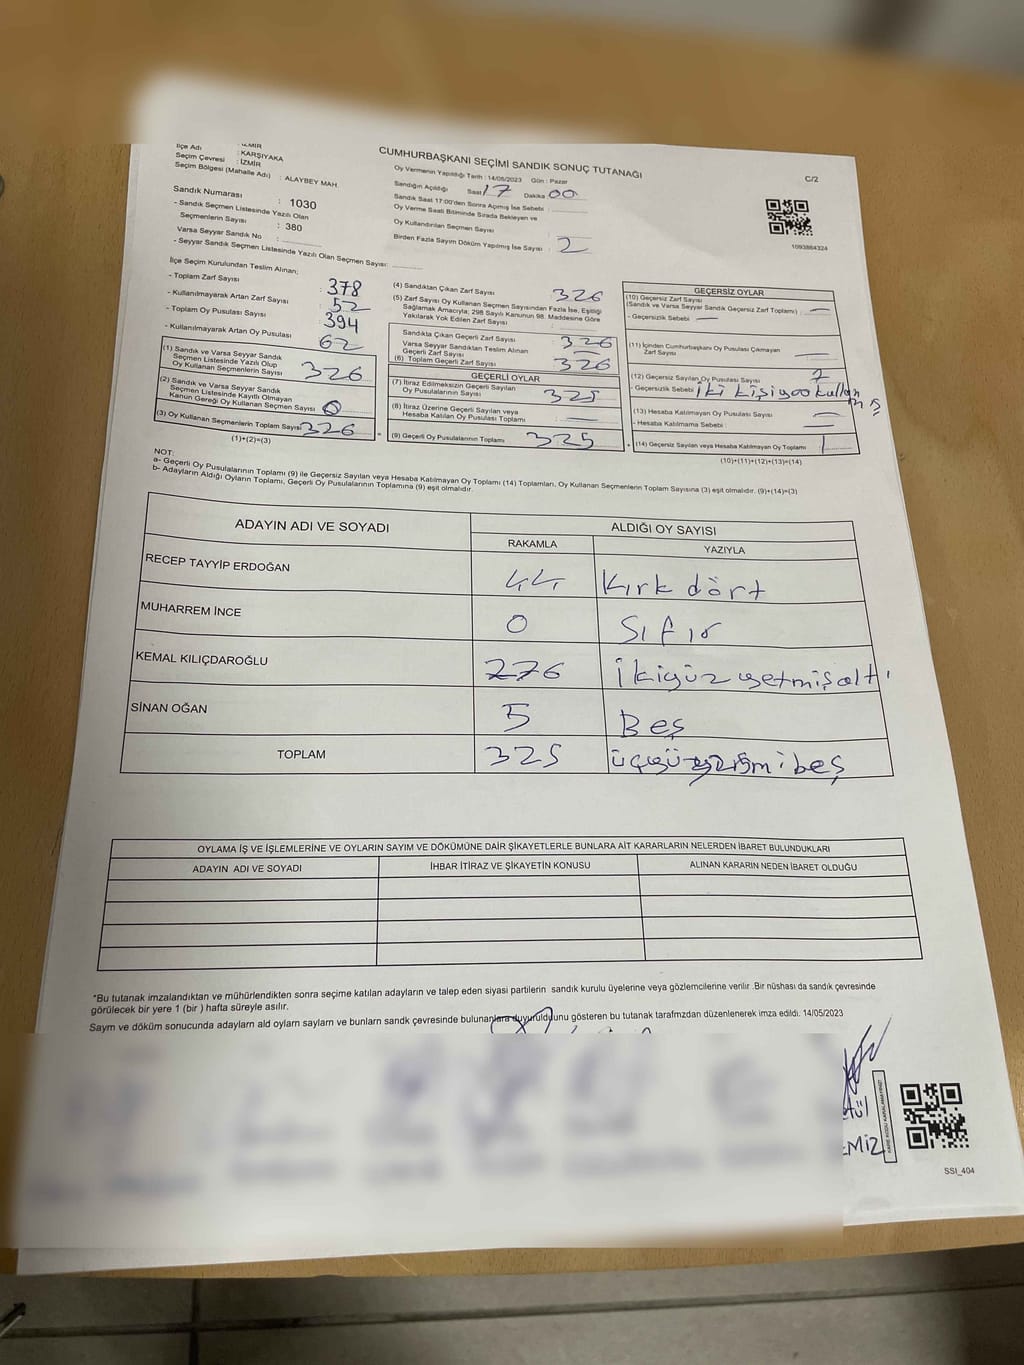 : İZMİR
İlçe Adı : KARŞIYAKA
Seçim Çevresi : İZMİR
Seçim Bölgesi (Mahalle Adı) : ALAYBEY MAH.
Sandık Numarası : 1030
- Sandık Seçmen Listesinde Yazılı Olan
Seçmenlerin Sayısı : 380
Varsa Seyyar Sandık No :
- Seyyar Sandık Seçmen Listesinde Yazılı Olan Seçmen Sayısı:
CUMHURBAŞKANI SEÇİMİ SANDIK SONUÇ TUTANAĞI
Oy Vermenin Yapıldığı Tarih : 14/05/2023 Gün : Pazar
Sandığın Açıldığı Saat 17 Dakika 00
Sandık Saat 17:00'den Sonra Açılmış İse Sebebi :
Oy Verme Saati Bitiminde Sırada Bekleyen ve
Oy Kullandırılan Seçmen Sayısı :
Birden Fazla Sayım Döküm Yapılmış İse Sayısı : 2
C/2
1093884324
İlçe Seçim Kurulundan Teslim Alınan;
- Toplam Zarf Sayısı : 378
- Kullanılmayarak Artan Zarf Sayısı : 52
- Toplam Oy Pusulası Sayısı : 394
- Kullanılmayarak Artan Oy Pusulası : 62
(1) Sandık ve Varsa Seyyar Sandık
Seçmen Listesinde Yazılı Olup
Oy Kullanan Seçmenlerin Sayısı : 326
(2) Sandık ve Varsa Seyyar Sandık
Seçmen Listesinde Kayıtlı Olmayan
Kanun Gereği Oy Kullanan Seçmen Sayısı : 0
(3) Oy Kullanan Seçmenlerin Toplam Sayısı : 326
(1)+(2)=(3)
(4) Sandıktan Çıkan Zarf Sayısı : 326
(5) Zarf Sayısı Oy Kullanan Seçmen Sayısından Fazla İse, Eşitliği
Sağlamak Amacıyla; 298 Sayılı Kanunun 98. Maddesine Göre
Yakılarak Yok Edilen Zarf Sayısı :
Sandıkta Çıkan Geçerli Zarf Sayısı : 326
Varsa Seyyar Sandıktan Teslim Alınan
Geçerli Zarf Sayısı : —
(6) Toplam Geçerli Zarf Sayısı : 326
GEÇERLİ OYLAR
(7) İtiraz Edilmeksizin Geçerli Sayılan
Oy Pusulalarının Sayısı : 325
(8) İtiraz Üzerine Geçerli Sayılan veya
Hesaba Katılan Oy Pusulası Toplamı : —
(9) Geçerli Oy Pusulalarının Toplamı : 325
GEÇERSİZ OYLAR
(10) Geçersiz Zarf Sayısı
(Sandık ve Varsa Seyyar Sandık Geçersiz Zarf Toplamı) : —
- Geçersizlik Sebebi : —
(11) İçinden Cumhurbaşkanı Oy Pusulası Çıkmayan
Zarf Sayısı : —
(12) Geçersiz Sayılan Oy Pusulası Sayısı :
- Geçersizlik Sebebi : iki kişiye oo kullan
mış
(13) Hesaba Katılmayan Oy Pusulası Sayısı : —
- Hesaba Katılmama Sebebi : —
(14) Geçersiz Sayılan veya Hesaba Katılmayan Oy Toplamı : 1
(10)+(11)+(12)+(13)=(14)
NOT:
a- Geçerli Oy Pusulalarının Toplamı (9) ile Geçersiz Sayılan veya Hesaba Katılmayan Oy Toplamı (14) Toplamları, Oy Kullanan Seçmenlerin Toplam Sayısına (3) eşit olmalıdır. (9)+(14)=(3)
b- Adayların Aldığı Oyların Toplamı, Geçerli Oy Pusulalarının Toplamına (9) eşit olmalıdır.
ADAYIN ADI VE SOYADI ALDIĞI OY SAYISI
RAKAMLA YAZIYLA
RECEP TAYYİP ERDOĞAN 44 Kırk dört
MUHARREM İNCE 0 Sıfır
KEMAL KILIÇDAROĞLU 276 İkiyüz yetmişaltı
SİNAN OĞAN 5 Beş
TOPLAM 325 üçyüzyirmibeş
OYLAMA İŞ VE İŞLEMLERİNE VE OYLARIN SAYIM VE DÖKÜMÜNE DAİR ŞİKAYETLERLE BUNLARA AİT KARARLARIN NELERDEN İBARET BULUNDUKLARI
ADAYIN ADI VE SOYADI İHBAR İTİRAZ VE ŞİKAYETİN KONUSU ALINAN KARARIN NEDEN İBARET OLDUĞU
*Bu tutanak imzalandıktan ve mühürlendikten sonra seçime katılan adayların ve talep eden siyasi partilerin sandık kurulu üyelerine veya gözlemcilerine verilir .Bir nüshası da sandık çevresinde
görülecek bir yere 1 (bir ) hafta süreyle asılır.
Sayım ve döküm sonucunda adayların ald oyların sayların ve bunların sandk çevresinde bulunanlara duyurulduunu gösteren bu tutanak tarafmzdan düzenlenerek imza edildi. 14/05/2023
SSI_404